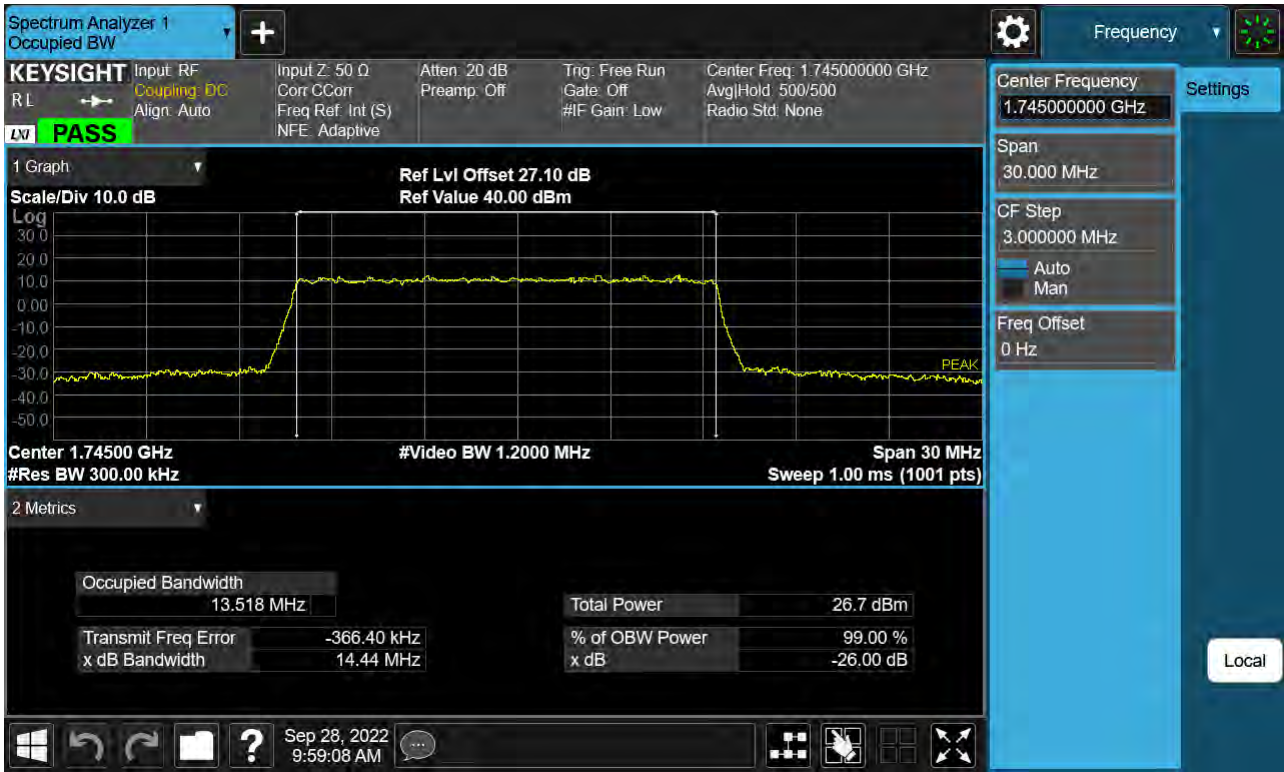 Spectrum Analyzer 1
Occupied BW
+
Frequency
KEYSIGHT
RL
LXI
PASS
Input: RF
Coupling: DC
Align: Auto
Input Z: 50 Ω
Corr CCorr
Freq Ref: Int (S)
NFE: Adaptive
Atten: 20 dB
Preamp: Off
Trig: Free Run
Gate: Off
#IF Gain: Low
Center Freq: 1.745000000 GHz
Avg|Hold: 500/500
Radio Std: None
Center Frequency
1.745000000 GHz
Settings
Span
30.000 MHz
CF Step
3.000000 MHz
Auto
Man
Freq Offset
0 Hz
Local
1 Graph
Scale/Div 10.0 dB
Ref Lvl Offset 27.10 dB
Ref Value 40.00 dBm
Log
30.0
20.0
10.0
0.00
-10.0
-20.0
-30.0
-40.0
-50.0
PEAK
Center 1.74500 GHz
#Video BW 1.2000 MHz
Span 30 MHz
#Res BW 300.00 kHz
Sweep 1.00 ms (1001 pts)
2 Metrics
Occupied Bandwidth
13.518 MHz
Total Power 26.7 dBm
Transmit Freq Error -366.40 kHz
% of OBW Power 99.00 %
x dB Bandwidth 14.44 MHz
x dB -26.00 dB
?
Sep 28, 2022
9:59:08 AM